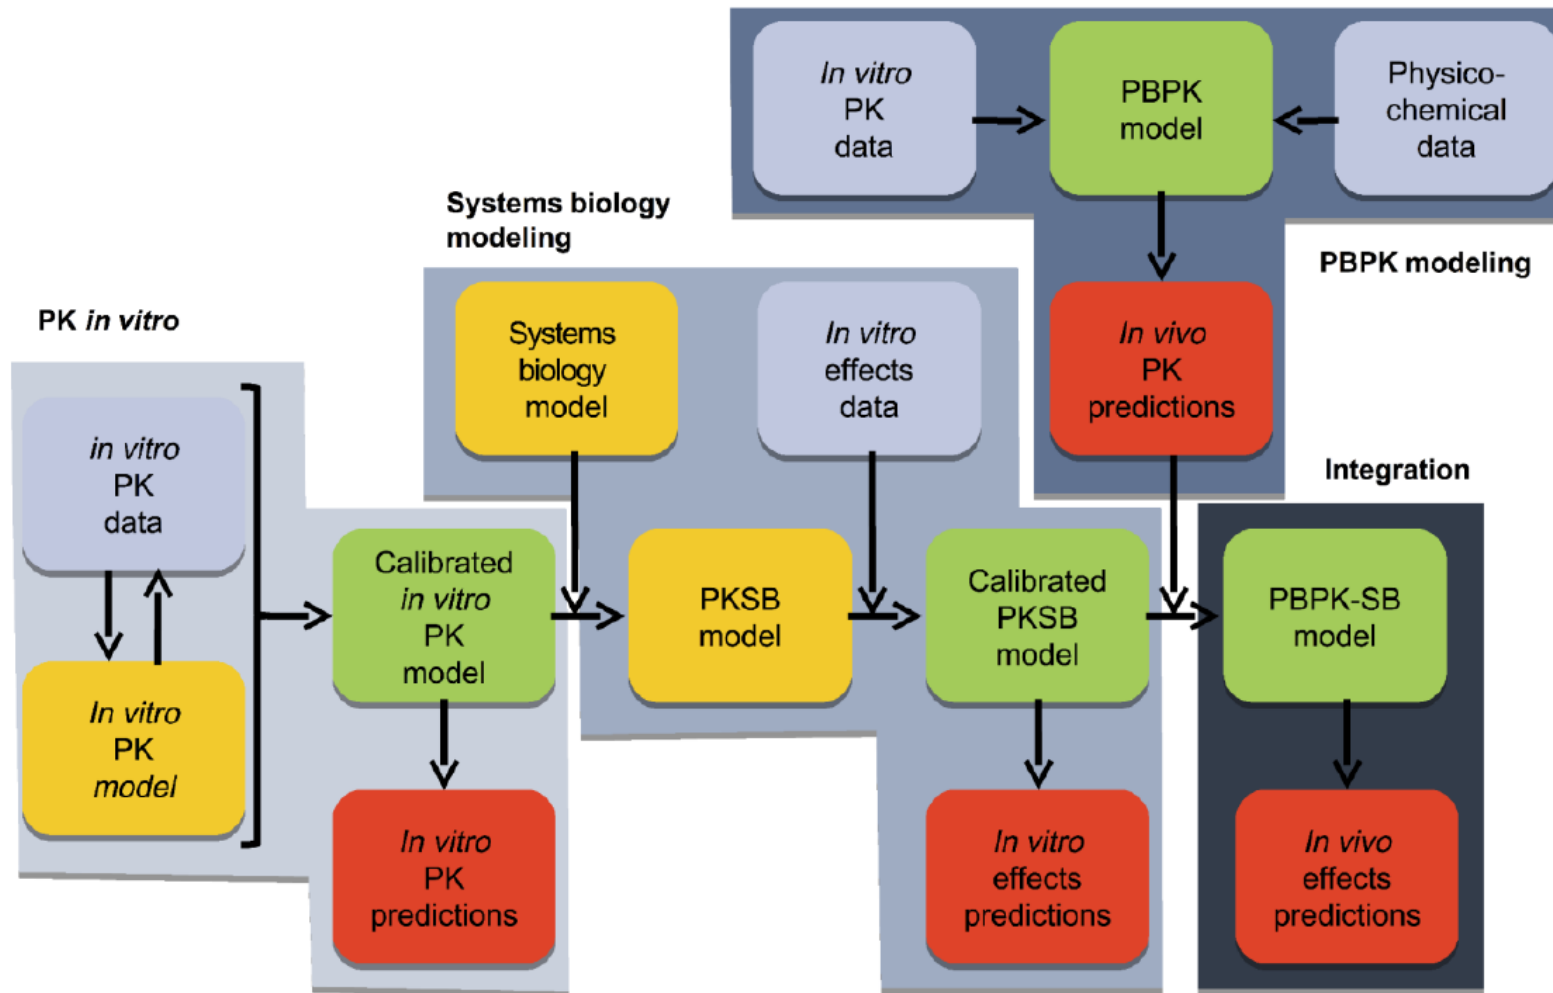 In vitro
PK
data
PBPK
model
Physico-
chemical
data
Systems biology
modeling
PBPK modeling
PK in vitro
Systems
biology
model
In vitro
effects
data
In vivo
PK
predictions
Integration
in vitro
PK
data
In vitro
PK
model
Calibrated
in vitro
PK
model
PKSB
model
Calibrated
PKSB
model
PBPK-SB
model
In vitro
PK
predictions
In vitro
effects
predictions
In vivo
effects
predictions